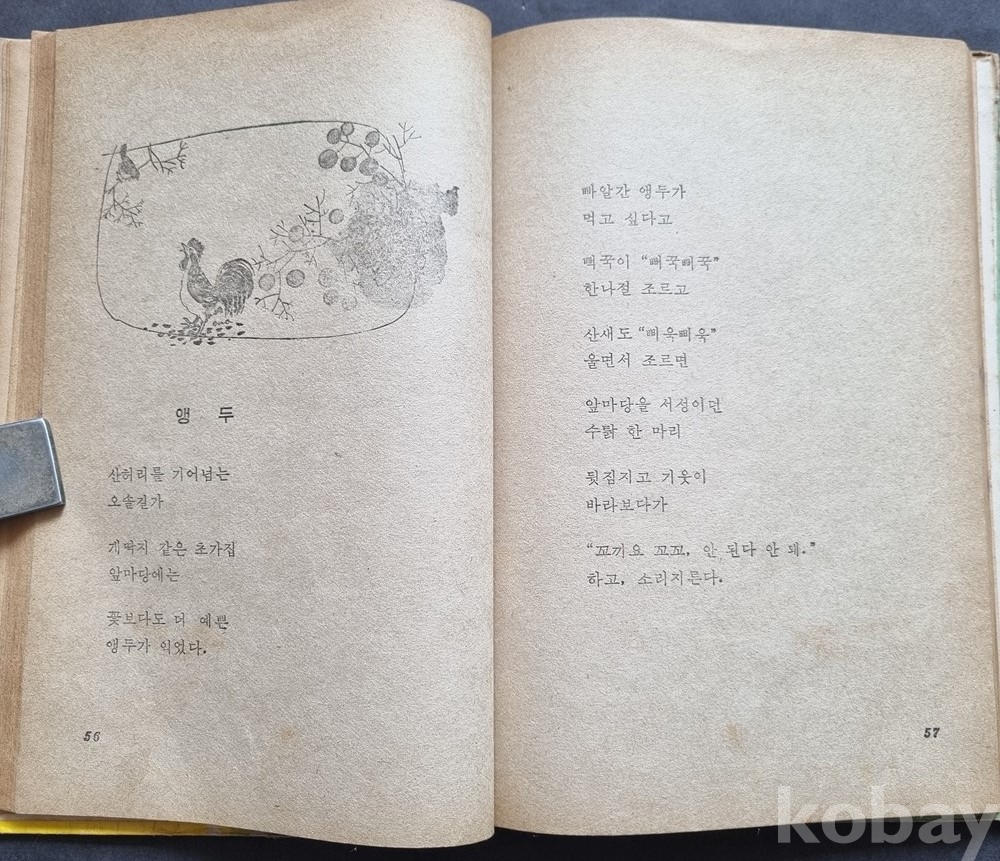 앵 두
산허리를 기어넘는
오솔길가
게딱지 같은 초가집
앞마당에는
꽃보다도 더 예쁜
앵두가 익었다.
56
빠알간 앵두가
먹고 싶다고
뻐꾹이 “뻐꾹뻐꾹”
한나절 조르고
산새도 “삐욱삐욱”
울면서 조르면
앞마당을 서성이던
수탉 한 마리
뒷짐지고 기웃이
바라보다가
“꼬끼요 꼬꼬, 안 된다 안 돼.”
하고, 소리지른다.
57
kobay